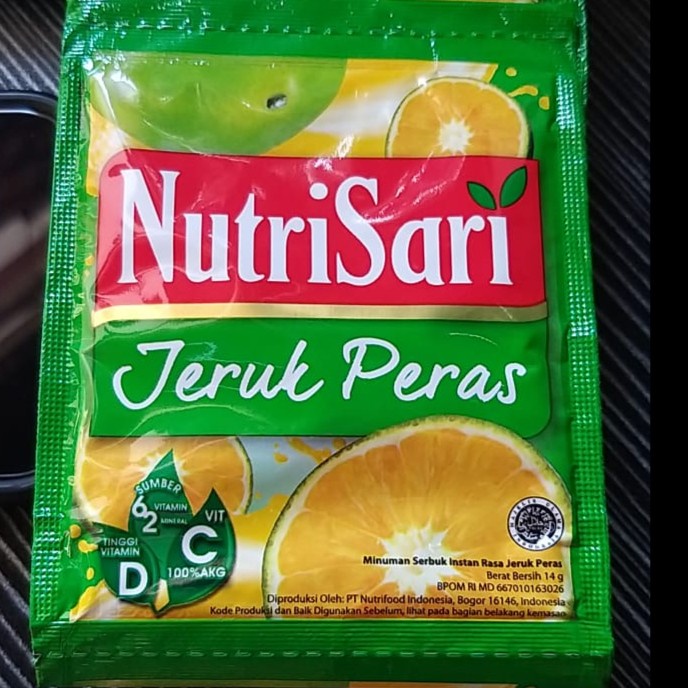 NutriSari
Jeruk Peras
SUMBER
6 VITAMIN
2 MINERAL
TINGGI
VITAMIN
D
VIT
C
100%AKG
Minuman Serbuk Instan Rasa Jeruk Peras
Berat Bersih 14 g
BPOM RI MD 667010163026
Diproduksi Oleh: PT Nutrifood Indonesia, Bogor 16146, Indonesia
Kode Produksi dan Baik Digunakan Sebelum, lihat pada bagian belakang kemasan